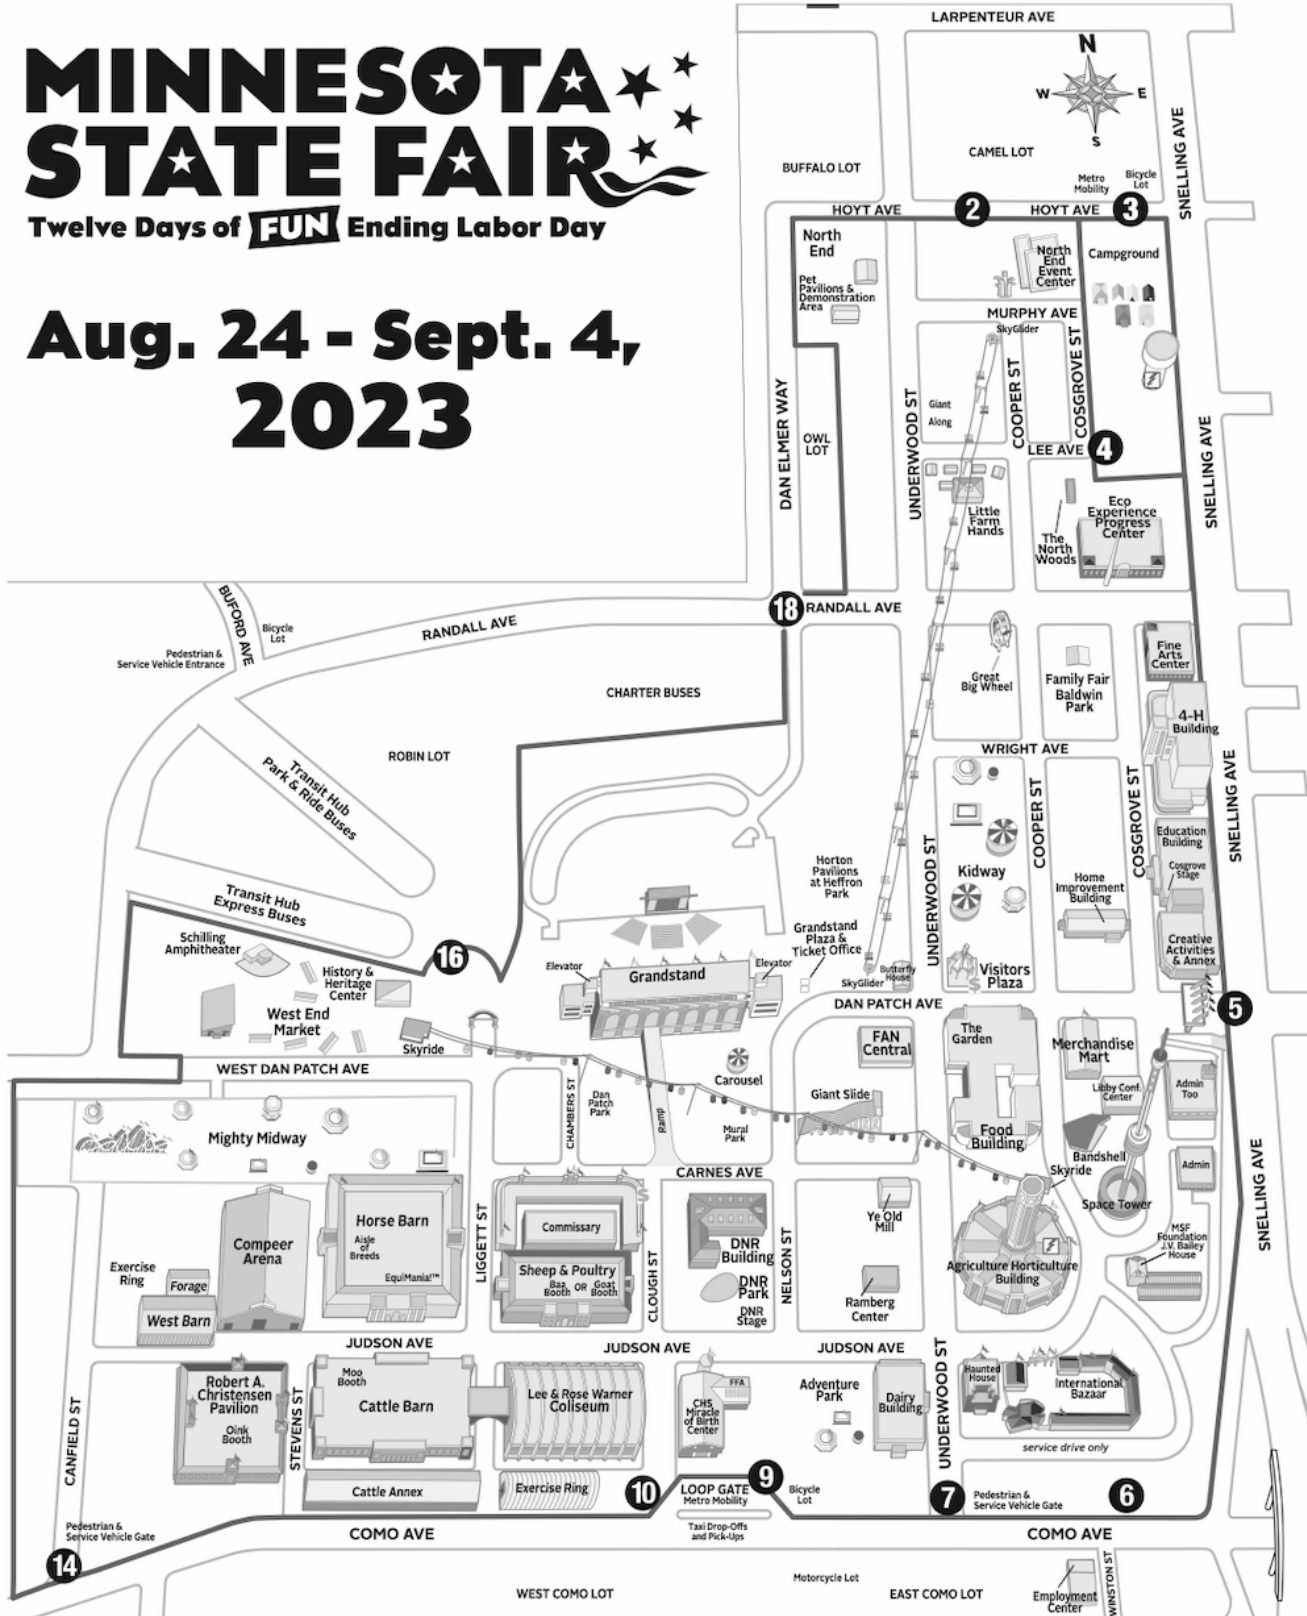 MINNESOTA
STATE FAIR
Twelve Days of FUN Ending Labor Day
Aug. 24 - Sept. 4,
2023
LARPENTEUR AVE
N
W
E
S
SNELLING AVE
CAMEL LOT
BUFFALO LOT
Metro
Mobility
Bicycle
Lot
HOYT AVE
2
HOYT AVE
3
North
End
Pet
Pavilions &
Demonstration
Area
North
End
Event
Center
Campground
MURPHY AVE
SkyGlider
DAN ELMER WAY
OWL
LOT
UNDERWOOD ST
Giant
Along
COOPER ST
COSGROVE ST
LEE AVE
4
SNELLING AVE
Little
Farm
Hands
The
North
Woods
Eco
Experience
Progress
Center
18
RANDALL AVE
BUFORD AVE
Bicycle
Lot
Pedestrian &
Service Vehicle Entrance
RANDALL AVE
CHARTER BUSES
ROBIN LOT
Transit Hub
Park & Ride Buses
Transit Hub
Express Buses
Great
Big Wheel
Family Fair
Baldwin
Park
Fine
Arts
Center
4-H
Building
WRIGHT AVE
UNDERWOOD ST
COOPER ST
COSGROVE ST
SNELLING AVE
Kidway
Home
Improvement
Building
Education
Building
Cosgrove
Stage
Creative
Activities
& Annex
Horton
Pavilions
at Heffron
Park
Grandstand
Plaza &
Ticket Office
Schilling
Amphitheater
16
History &
Heritage
Center
West End
Market
Skyride
Elevator
Grandstand
Elevator
SkyGlider
Butterfly
House
Visitors
Plaza
DAN PATCH AVE
5
WEST DAN PATCH AVE
CHAMBERS ST
Dan
Patch
Park
Ramp
Carousel
Mural
Park
FAN
Central
Giant Slide
The
Garden
Food
Building
Merchandise
Mart
Libby Conf.
Center
Admin
Too
Bandshell
Skyride
Admin
Space Tower
SNELLING AVE
Mighty Midway
CARNES AVE
Exercise
Ring
Forage
West Barn
Compeer
Arena
Horse Barn
Aisle
of
Breeds
EquiMania!™
LIGGETT ST
Commissary
Sheep & Poultry
Baa
Booth
OR
Goat
Booth
CLOUGH ST
DNR
Building
DNR
Park
DNR
Stage
NELSON ST
Ye Old
Mill
Ramberg
Center
Agriculture Horticulture
Building
MSF
Foundation
J.V. Bailey
House
JUDSON AVE
JUDSON AVE
JUDSON AVE
UNDERWOOD ST
CANFIELD ST
Robert A.
Christensen
Pavilion
Oink
Booth
STEVENS ST
Moo
Booth
Cattle Barn
Lee & Rose Warner
Coliseum
CHS
Miracle
of Birth
Center
FFA
Adventure
Park
Dairy
Building
Haunted
House
International
Bazaar
service drive only
Cattle Annex
Exercise Ring
10
LOOP GATE
Metro Mobility
9
Bicycle
Lot
7
Pedestrian &
Service Vehicle Gate
6
Pedestrian &
Service Vehicle Gate
14
COMO AVE
Taxi Drop-Offs
and Pick-Ups
COMO AVE
WEST COMO LOT
Motorcycle Lot
EAST COMO LOT
Employment
Center
WINSTON ST